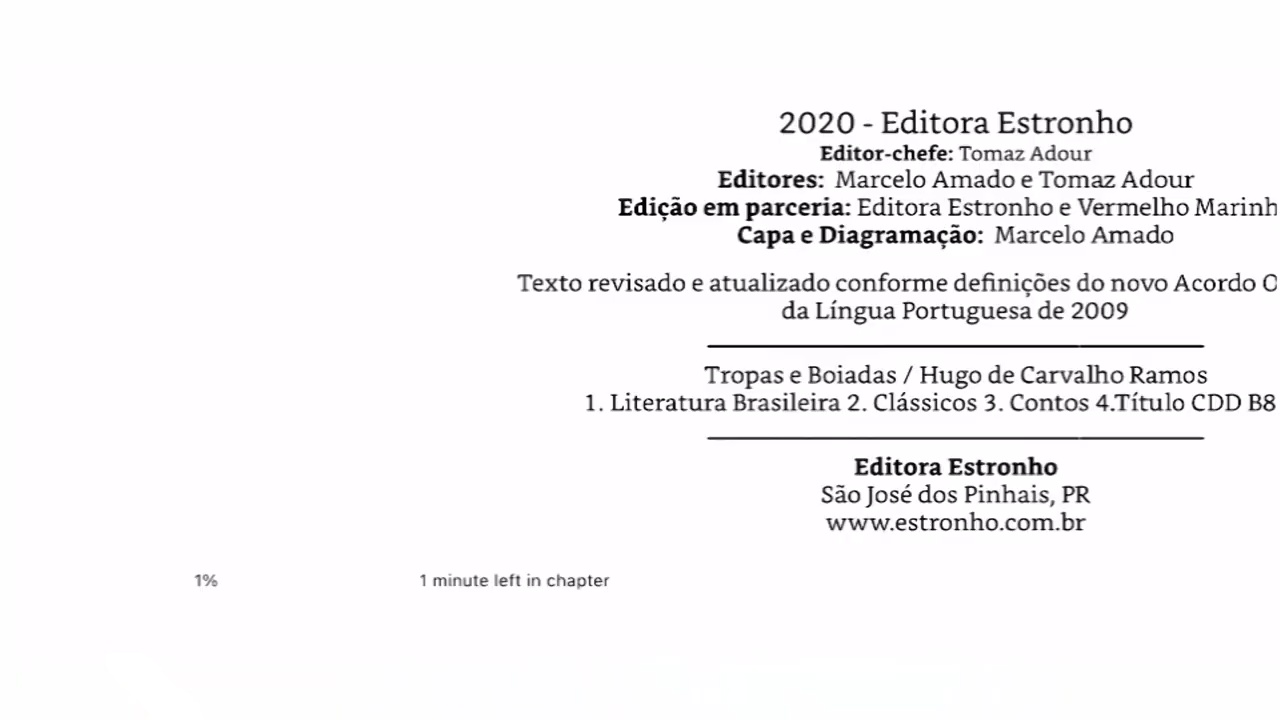 2020 - Editora Estronho
Editor-chefe: Tomaz Adour
Editores: Marcelo Amado e Tomaz Adour
Edição em parceria: Editora Estronho e Vermelho Marinh
Capa e Diagramação: Marcelo Amado
Texto revisado e atualizado conforme definições do novo Acordo O
da Língua Portuguesa de 2009
Tropas e Boiadas / Hugo de Carvalho Ramos
1. Literatura Brasileira 2. Clássicos 3. Contos 4.Título CDD B8
Editora Estronho
São José dos Pinhais, PR
www.estronho.com.br
1% 1 minute left in chapter